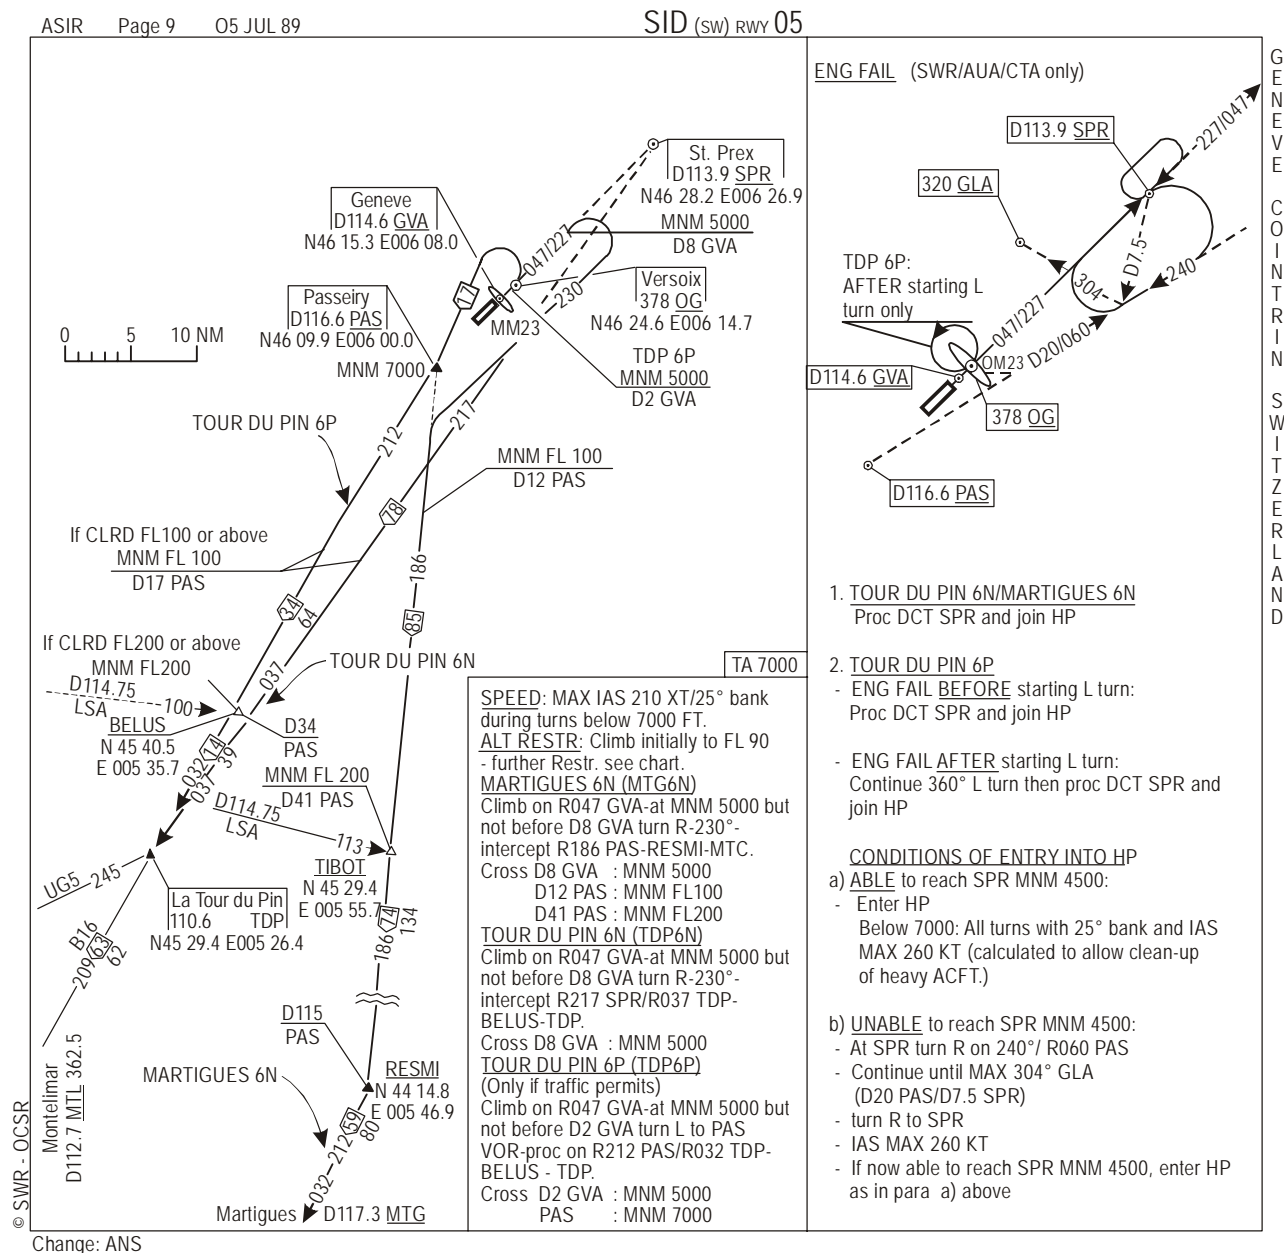 ASIR Page 9 O5 JUL 89
SID (SW) RWY 05
St. Prex
D113.9 SPR
N46 28.2 E006 26.9
MNM 5000
D8 GVA
Geneve
D114.6 GVA
N46 15.3 E006 08.0
047/227
230
Versoix
378 OG
N46 24.6 E006 14.7
17
Passeiry
D116.6 PAS
N46 09.9 E006 00.0
MNM 7000
MM23
0 5 10 NM
TDP 6P
MNM 5000
D2 GVA
TOUR DU PIN 6P
212
217
MNM FL 100
D12 PAS
78
If CLRD FL100 or above
MNM FL 100
D17 PAS
186
34
64
85
If CLRD FL200 or above
MNM FL200
TOUR DU PIN 6N
037
D114.75
LSA
100
BELUS
N 45 40.5
E 005 35.7
D34
PAS
14
39
032
037
MNM FL 200
D41 PAS
D114.75
LSA
113
TIBOT
N 45 29.4
E 005 55.7
UG5
245
La Tour du Pin
110.6 TDP
N45 29.4 E005 26.4
B16
63
62
209
74
134
186
Montelimar
D112.7 MTL 362.5
D115
PAS
RESMI
N 44 14.8
E 005 46.9
MARTIGUES 6N
59
80
212
032
Martigues D117.3 MTG
TA 7000
SPEED: MAX IAS 210 XT/25° bank
during turns below 7000 FT.
ALT RESTR: Climb initially to FL 90
- further Restr. see chart.
MARTIGUES 6N (MTG6N)
Climb on R047 GVA-at MNM 5000 but
not before D8 GVA turn R-230°-
intercept R186 PAS-RESMI-MTC.
Cross D8 GVA : MNM 5000
D12 PAS : MNM FL100
D41 PAS : MNM FL200
TOUR DU PIN 6N (TDP6N)
Climb on R047 GVA-at MNM 5000 but
not before D8 GVA turn R-230°-
intercept R217 SPR/R037 TDP-
BELUS-TDP.
Cross D8 GVA : MNM 5000
TOUR DU PIN 6P (TDP6P)
(Only if traffic permits)
Climb on R047 GVA-at MNM 5000 but
not before D2 GVA turn L to PAS
VOR-proc on R212 PAS/R032 TDP-
BELUS - TDP.
Cross D2 GVA : MNM 5000
PAS : MNM 7000
ENG FAIL (SWR/AUA/CTA only)
D113.9 SPR
227/047
320 GLA
D7.5
240
304
TDP 6P:
AFTER starting L
turn only
047/227
D20/060
OM23
D114.6 GVA
378 OG
D116.6 PAS
1. TOUR DU PIN 6N/MARTIGUES 6N
Proc DCT SPR and join HP
2. TOUR DU PIN 6P
- ENG FAIL BEFORE starting L turn:
Proc DCT SPR and join HP
- ENG FAIL AFTER starting L turn:
Continue 360° L turn then proc DCT SPR and
join HP
CONDITIONS OF ENTRY INTO HP
a) ABLE to reach SPR MNM 4500:
- Enter HP
Below 7000: All turns with 25° bank and IAS
MAX 260 KT (calculated to allow clean-up
of heavy ACFT.)
b) UNABLE to reach SPR MNM 4500:
- At SPR turn R on 240°/ R060 PAS
- Continue until MAX 304° GLA
(D20 PAS/D7.5 SPR)
- turn R to SPR
- IAS MAX 260 KT
- If now able to reach SPR MNM 4500, enter HP
as in para a) above
GENEVE COINTRIN SWITZERLAND
© SWR - OCSR
Change: ANS